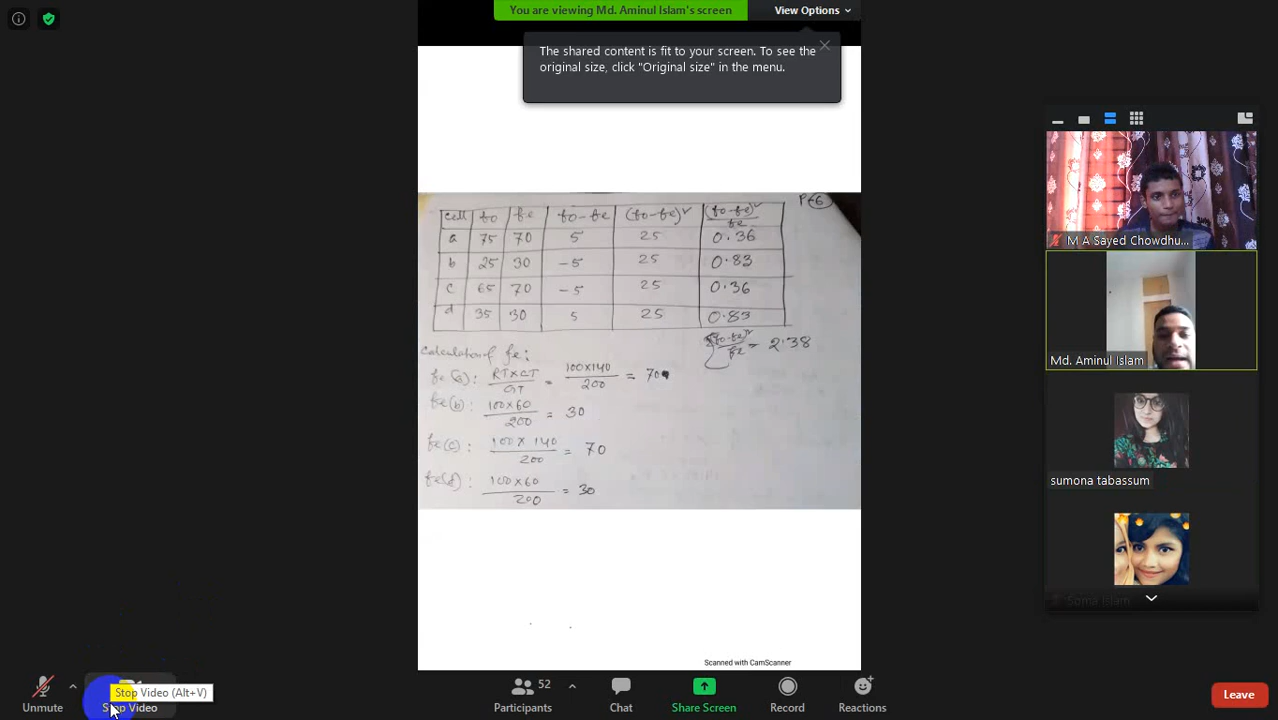 You are viewing Md. Aminul Islam's screen
View Options
The shared content is fit to your screen. To see the
original size, click "Original size" in the menu.
P-6
cell fo fe fo-fe (fo-fe)² (fo-fe)²/fe
a 75 70 5 25 0.36
b 25 30 -5 25 0.83
c 65 70 -5 25 0.36
d 35 30 5 25 0.83
(fo-fe)²/fe = 2.38
Calculation of fe:
fe(a): RT×CT/GT = 100×140/200 = 70
fe(b): 100×60/200 = 30
fe(c): 100×140/200 = 70
fe(d): 100×60/200 = 30
Scanned with CamScanner
M A Sayed Chowdhu...
Md. Aminul Islam
sumona tabassum
Soma Islam
Stop Video (Alt+V)
Unmute
Stop Video
52
Participants
Chat
Share Screen
Record
Reactions
Leave